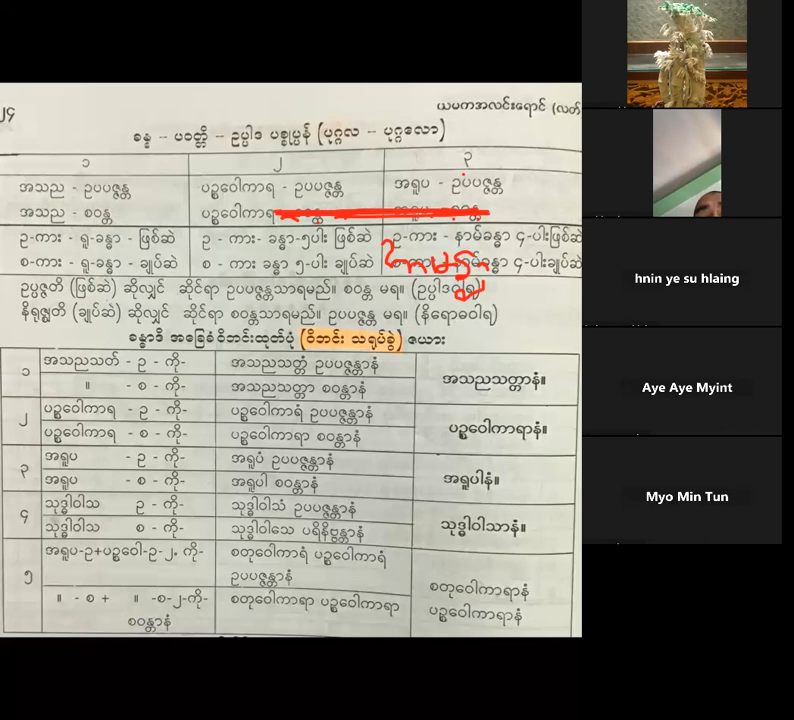 ၂၄
ယမကအလင်းရောင် (လတ်
ခန္ဓ – ပဝတ္တိ – ဥပ္ပါဒ ပစ္စုပ္ပန် (ပုဂ္ဂလ – ပုဂ္ဂလော)
၁ ၂ ၃
အသည - ဥပပဇ္ဇန္တ ပဉ္စဝေါကာရ - ဥပပဇ္ဇန္တ အရူပ - ဥပပဇ္ဇန္တ
အသည - စဝန္တ ပဉ္စဝေါကာရ
ဥ-ကား - ရူ-ခန္ဓာ - ဖြစ်ဆဲ ဥ - ကား- ခန္ဓာ-၅ပါး ဖြစ်ဆဲ ဥ-ကား - နာမ်ခန္ဓာ ၄-ပါးဖြစ်ဆဲ
စ-ကား - ရူ-ခန္ဓာ - ချုပ်ဆဲ စ - ကား ခန္ဓာ ၅-ပါး ချုပ်ဆဲ စ-ကား - နာမ်ခန္ဓာ ၄-ပါးချုပ်ဆဲ
ဥပ္ပဇ္ဇတိ (ဖြစ်ဆဲ) ဆိုလျှင် ဆိုင်ရာ ဥပပဇ္ဇန္တသာရမည်။ စဝန္တ မရ။ (ဥပ္ပါဒဝါရ)
နိရုဇ္ဈတိ (ချုပ်ဆဲ) ဆိုလျှင် ဆိုင်ရာ စဝန္တသာရမည်။ ဥပပဇ္ဇန္တ မရ။ (နိရောဓဝါရ)
ခန္ဓာဒိ အခြေခံဝိဘင်းထုတ်ပုံ (ဝိဘင်း သရုပ်ခွဲ) ဇယား
၁ အသညသတ် - ဥ - ကို- အသညသတ္တံ ဥပပဇ္ဇန္တာနံ အသညသတ္တာနံ။
" - စ - ကို- အသညသတ္တာ စဝန္တာနံ
၂ ပဉ္စဝေါကာရ - ဥ - ကို- ပဉ္စဝေါကာရံ ဥပပဇ္ဇန္တာနံ ပဉ္စဝေါကာရာနံ။
ပဉ္စဝေါကာရ - စ - ကို- ပဉ္စဝေါကာရာ စဝန္တာနံ
၃ အရူပ - ဥ - ကို- အရူပံ ဥပပဇ္ဇန္တာနံ အရူပါနံ။
အရူပ - စ - ကို- အရူပါ စဝန္တာနံ
၄ သုဒ္ဓါဝါသ ဥ - ကို- သုဒ္ဓါဝါသံ ဥပပဇ္ဇန္တာနံ သုဒ္ဓါဝါသာနံ။
သုဒ္ဓါဝါသ စ - ကို- သုဒ္ဓါဝါသေ ပရိနိဗ္ဗန္တာနံ
၅ အရူပ-ဥ+ပဉ္စဝေါ-ဥ-၂. ကို- စတုဝေါကာရံ ပဉ္စဝေါကာရံ
ဥပပဇ္ဇန္တာနံ စတုဝေါကာရာနံ
" - စ + " -စ-၂-ကို- စတုဝေါကာရာ ပဉ္စဝေါကာရာ ပဉ္စဝေါကာရာနံ
စဝန္တာနံ
hnin ye su hlaing
Aye Aye Myint
Myo Min Tun